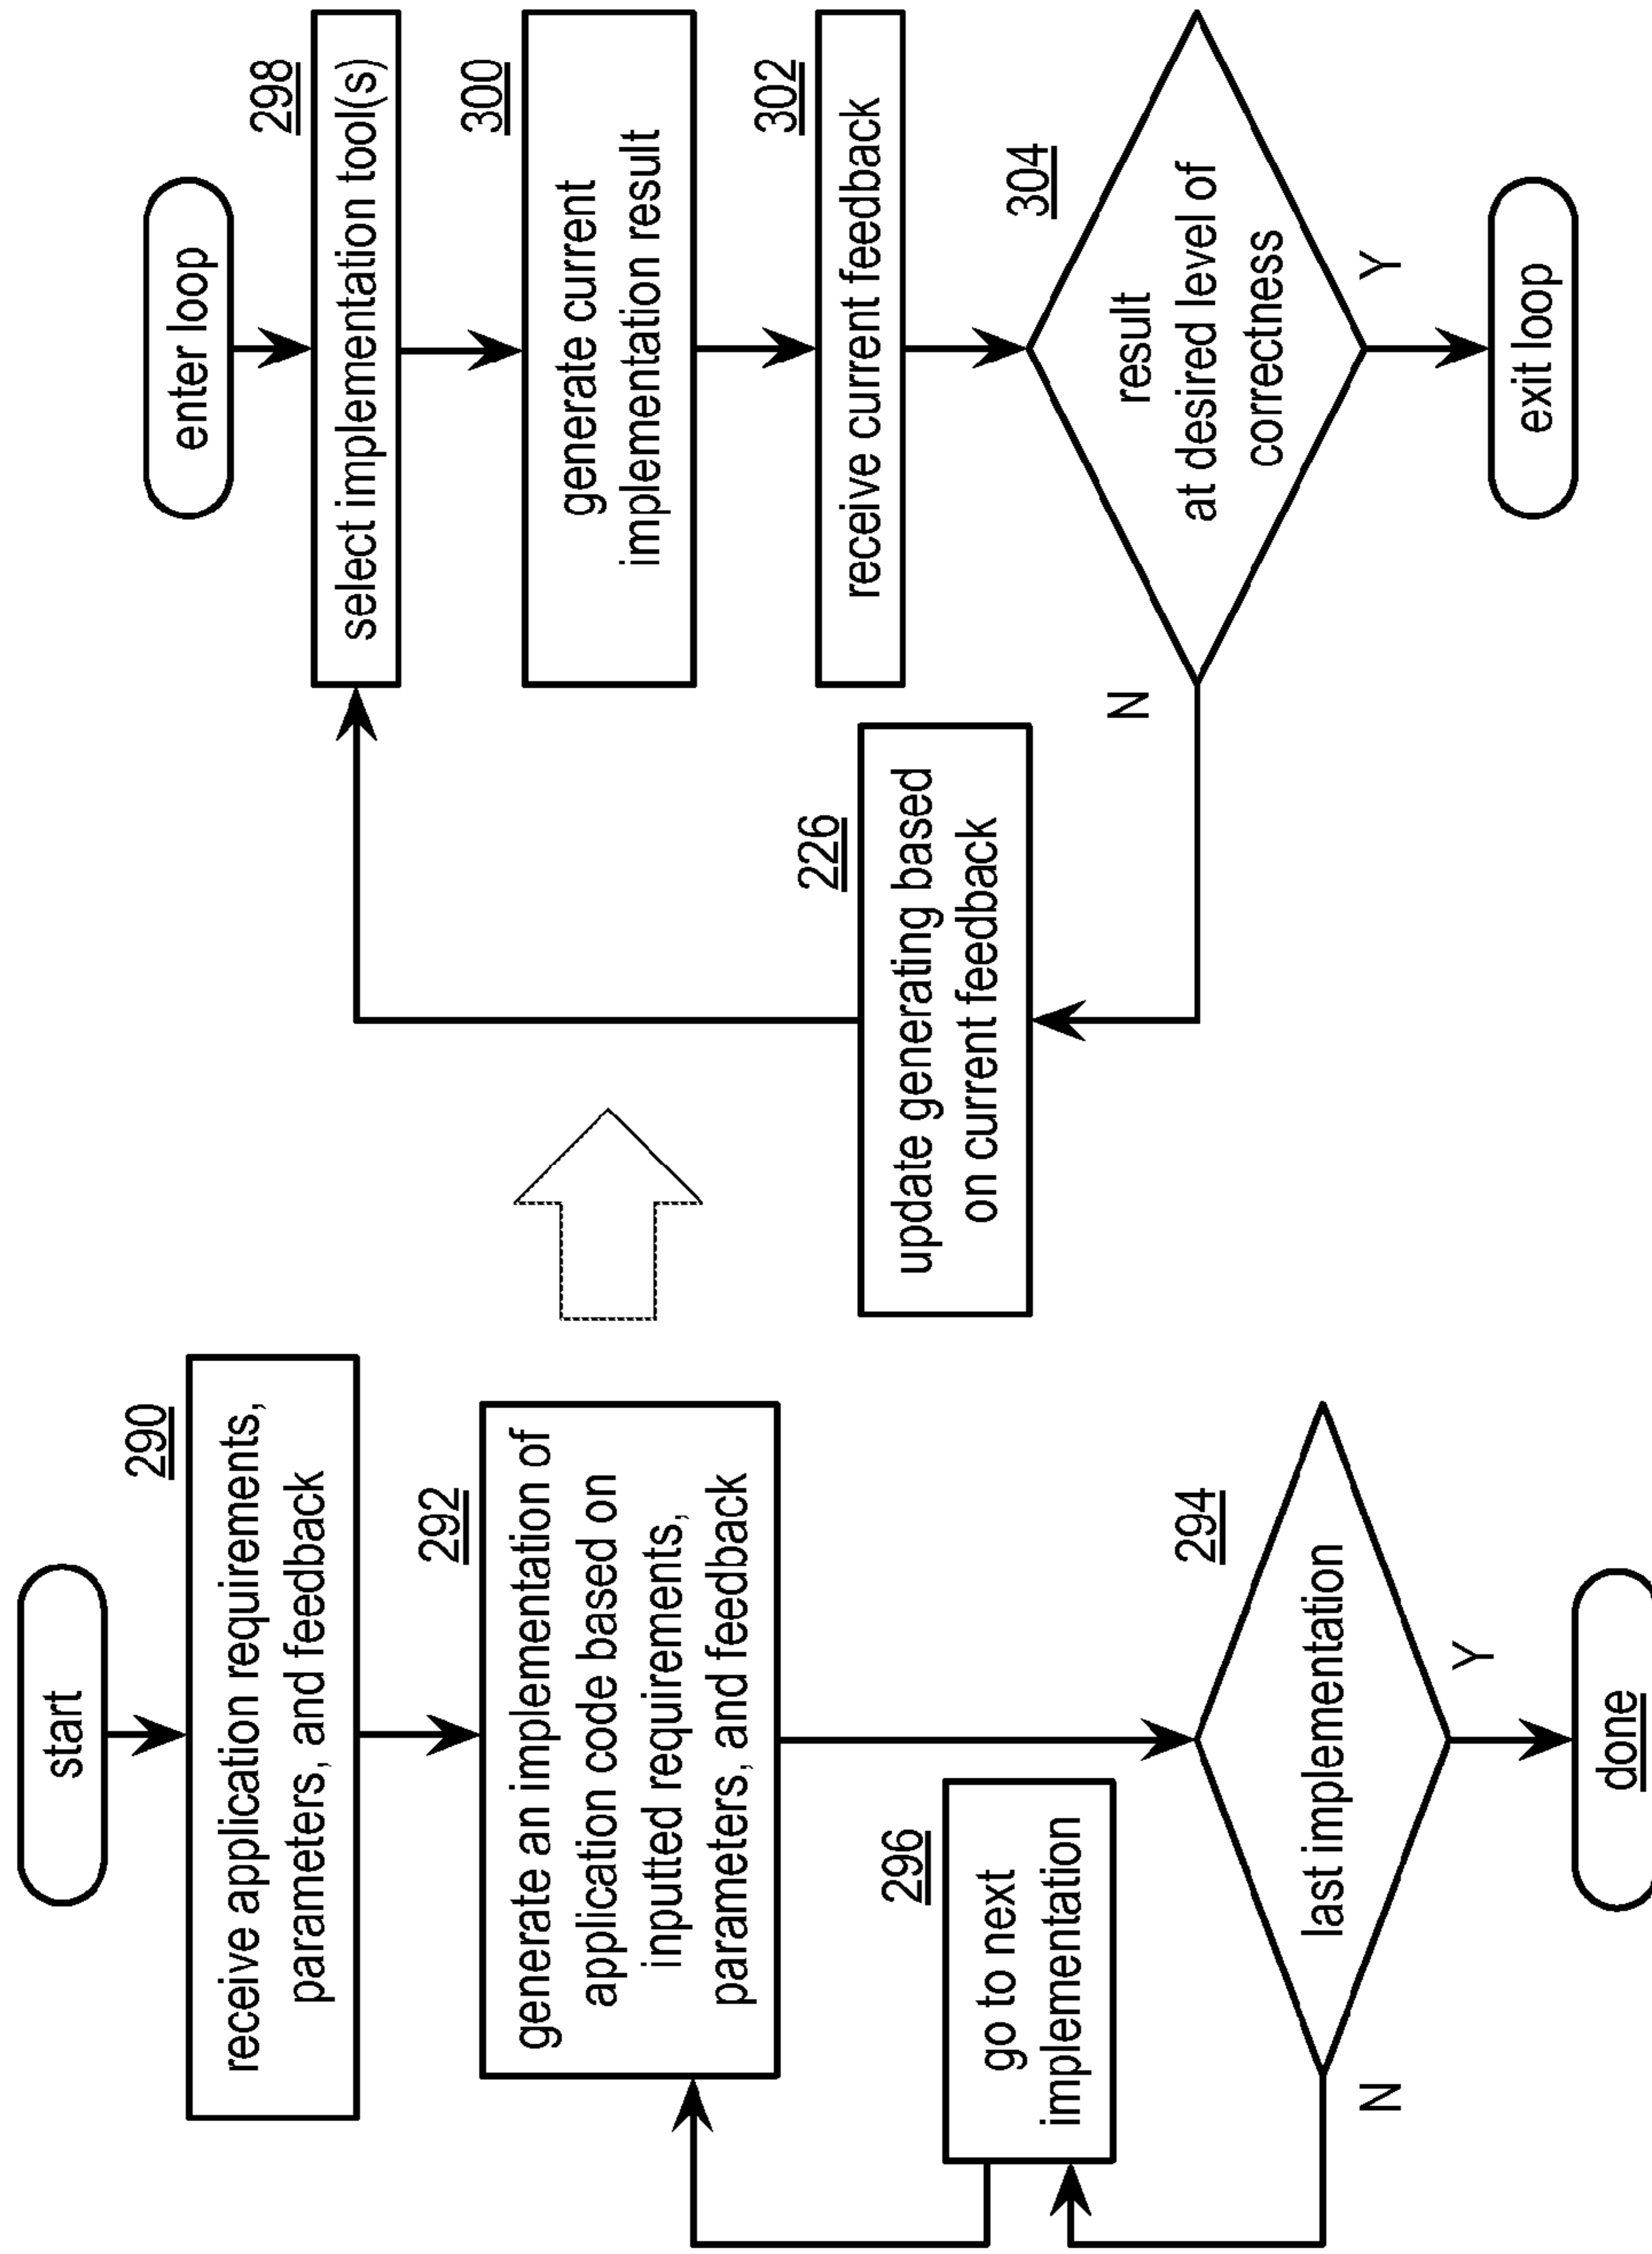 start
290
receive application requirements,
parameters, and feedback
292
generate an implementation of
application code based on
inputted requirements,
parameters, and feedback
296
go to next
implementation
294
last implementation
N
Y
done
enter loop
298
select implementation tool(s)
300
generate current
implementation result
302
receive current feedback
304
result
at desired level of
correctness
N
Y
226
update generating based
on current feedback
exit loop